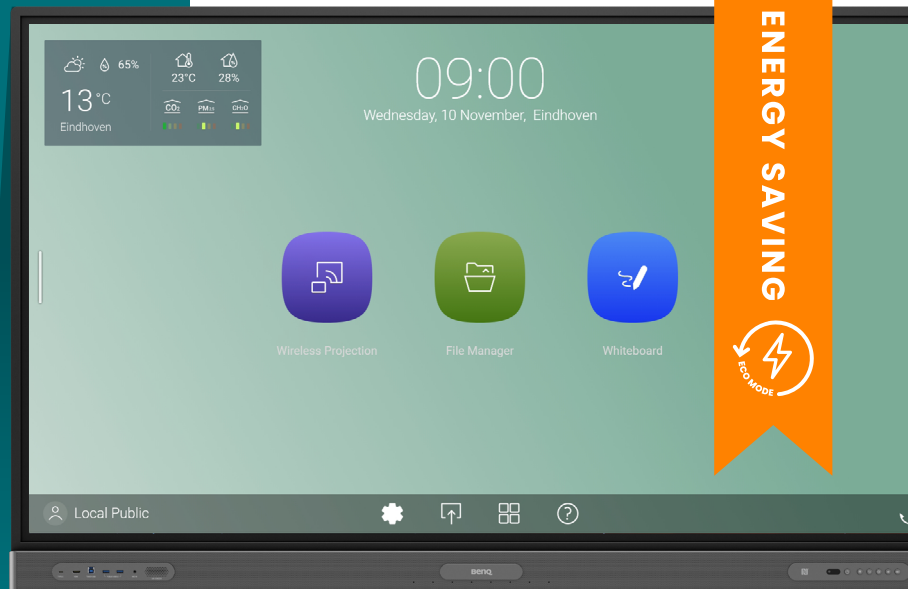 65%
13°C
Eindhoven
23°C
28%
CO₂
PM2.5
CH₂O
09:00
Wednesday, 10 November, Eindhoven
Wireless Projection
File Manager
Whiteboard
Local Public
ENERGY SAVING
ECO MODE
BenQ